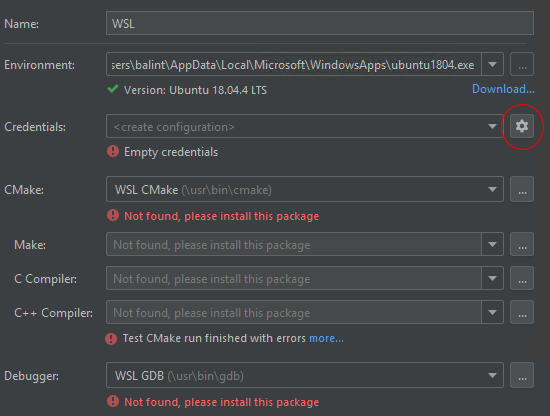 Name: WSL
Environment: sers\balint\AppData\Local\Microsoft\WindowsApps\ubuntu1804.exe ...
Version: Ubuntu 18.04.4 LTS Download...
Credentials: <create configuration>
Empty credentials
CMake: WSL CMake (\usr\bin\cmake) ...
Not found, please install this package
Make: Not found, please install this package ...
C Compiler: Not found, please install this package ...
C++ Compiler: Not found, please install this package ...
Test CMake run finished with errors more...
Debugger: WSL GDB (\usr\bin\gdb) ...
Not found, please install this package